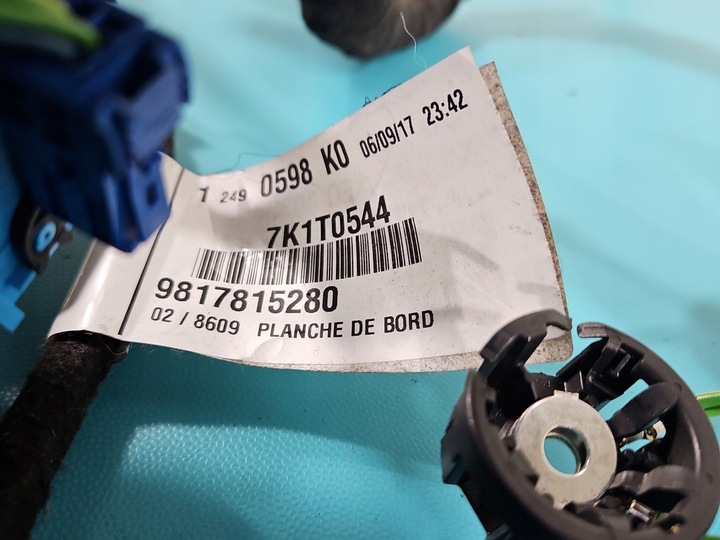 1 249 0598 K0 06/09/17 23:42
7K1T0544
9817815280
02 / 8609 PLANCHE DE BORD